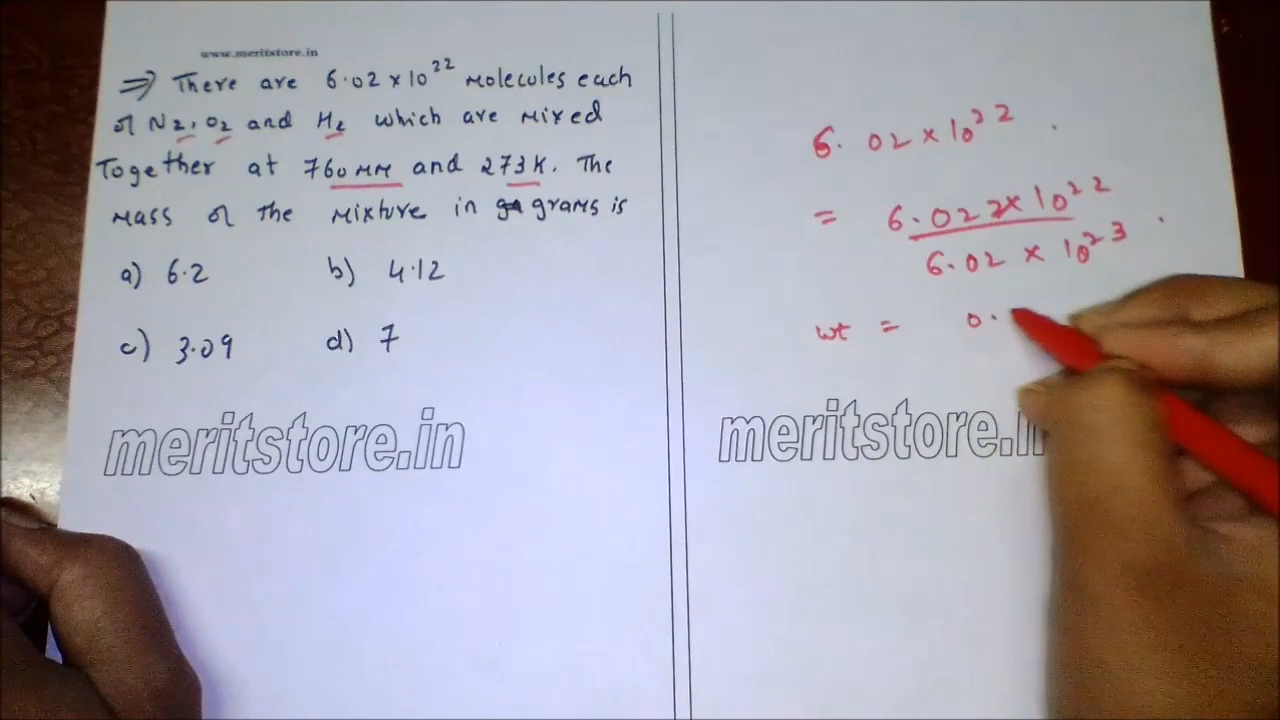 www.meritstore.in
⇒ There are 6.02 × 10²² Molecules each
of N₂, O₂ and H₂ which are Mixed
Together at 760 MM and 273K. The
Mass of the Mixture in grams is
a) 6.2 b) 4.12
c) 3.09 d) 7
meritstore.in
6.02 × 10²²
= 6.022 × 10²²
6.02 × 10²³
wt = 0.
meritstore.in